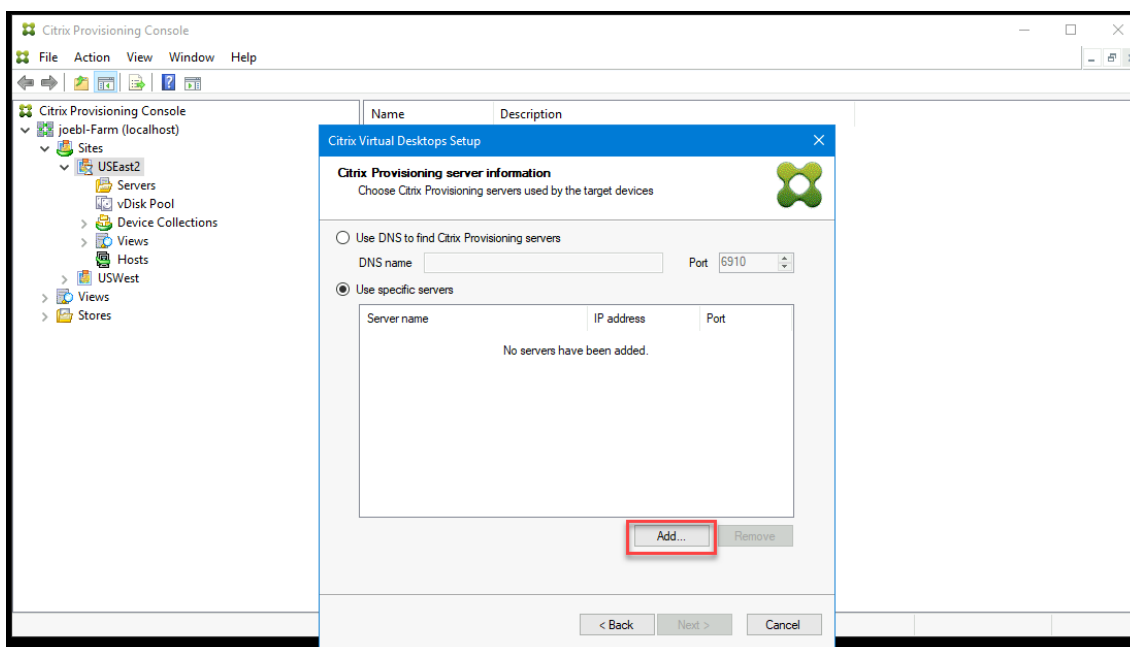 Citrix Provisioning Console
File Action View Window Help
Citrix Provisioning Console
joebl-Farm (localhost)
Sites
USEast2
Servers
vDisk Pool
Device Collections
Views
Hosts
USWest
Views
Stores
Name Description
Citrix Virtual Desktops Setup
Citrix Provisioning server information
Choose Citrix Provisioning servers used by the target devices
Use DNS to find Citrix Provisioning servers
DNS name Port 6910
Use specific servers
Server name IP address Port
No servers have been added.
Add... Remove
< Back Next > Cancel